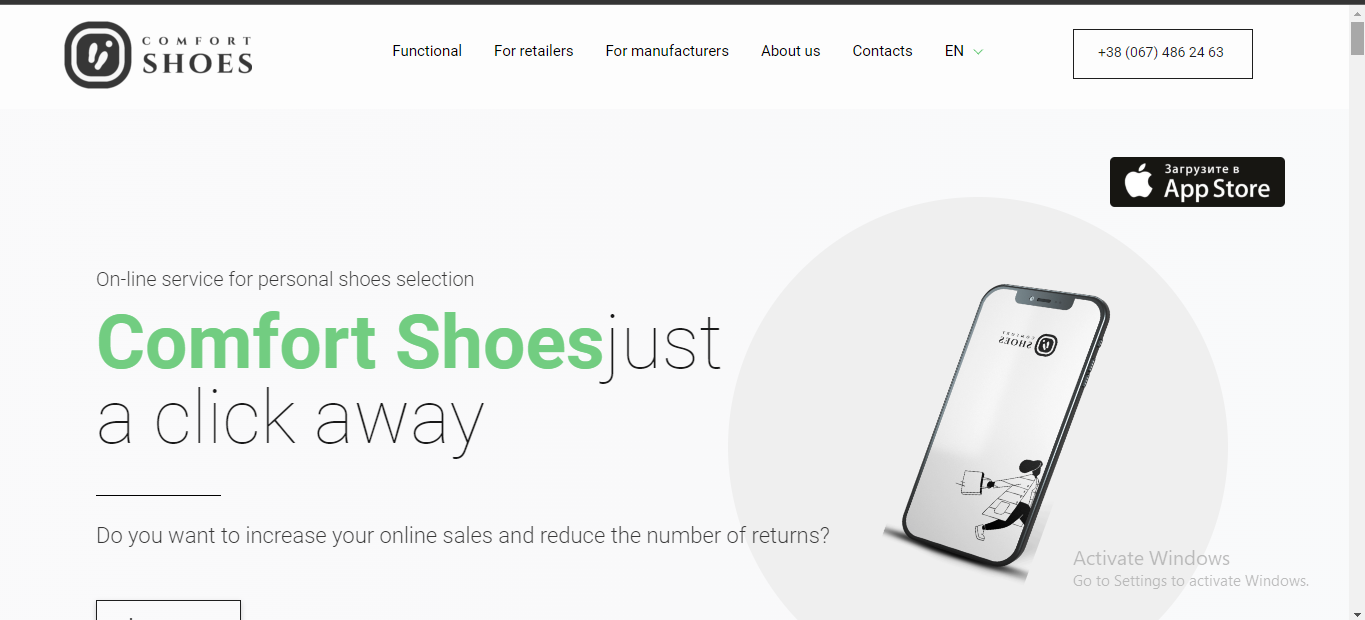 COMFORT
SHOES
Functional
For retailers
For manufacturers
About us
Contacts
EN
+38 (067) 486 24 63
Загрузите в
App Store
On-line service for personal shoes selection
Comfort Shoesjust
a click away
COMFORT
SHOES
Do you want to increase your online sales and reduce the number of returns?
Activate Windows
Go to Settings to activate Windows.